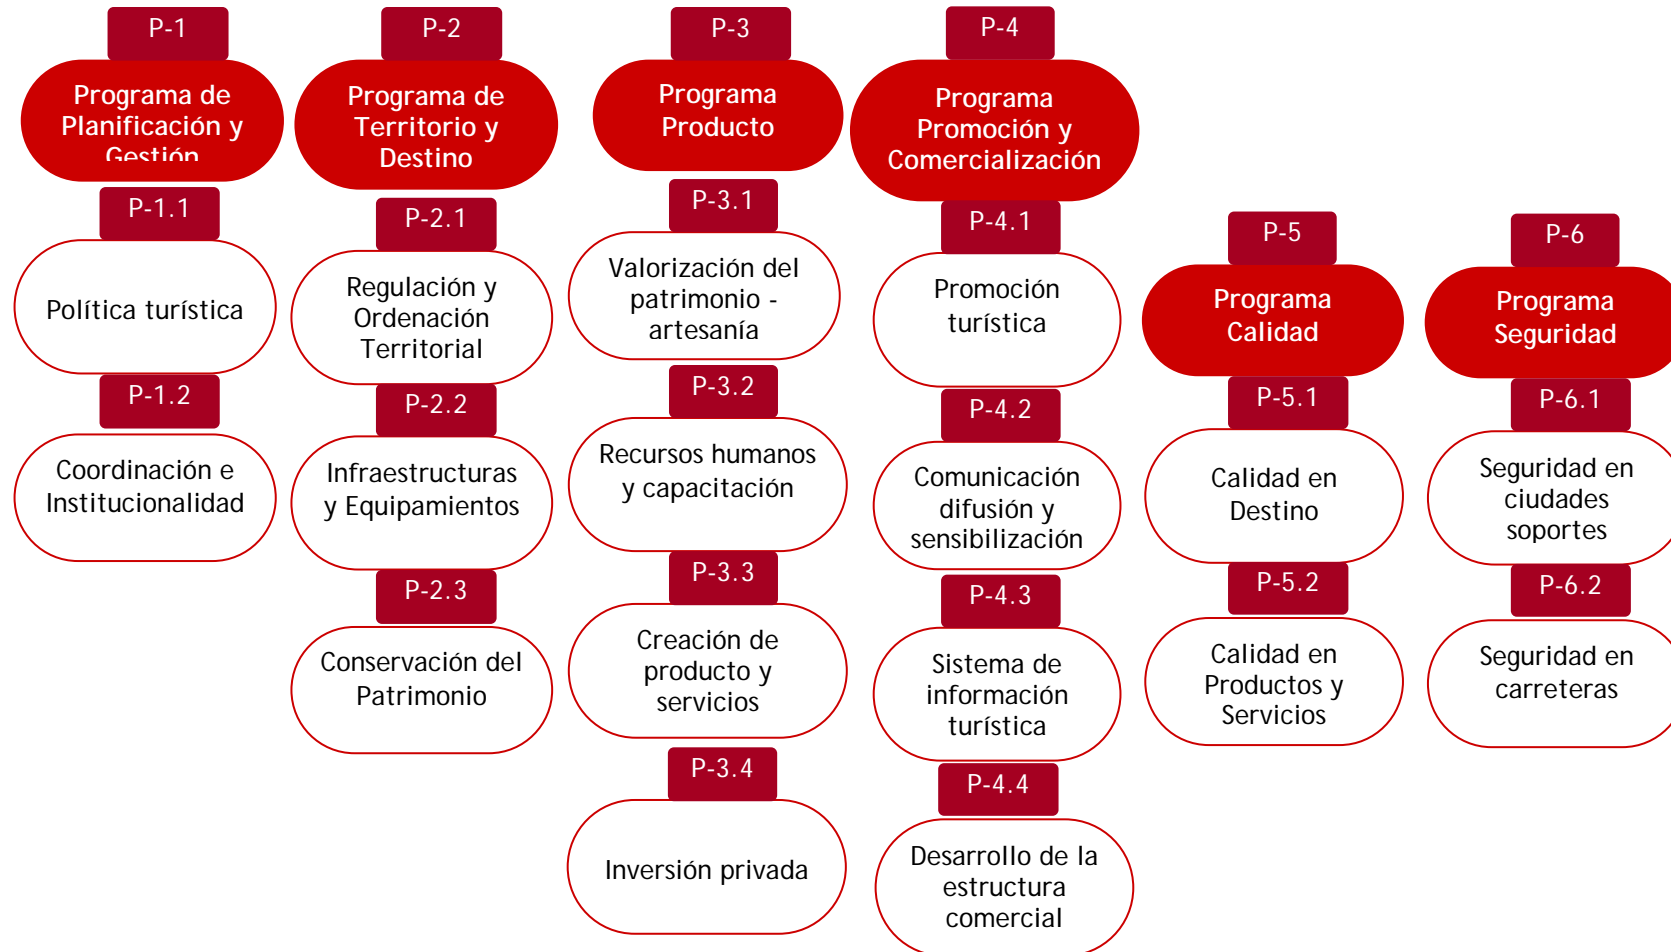 P-1
Programa de
Planificación y
Gestión
P-1.1
Política turística
P-1.2
Coordinación e
Institucionalidad
P-2
Programa de
Territorio y
Destino
P-2.1
Regulación y
Ordenación
Territorial
P-2.2
Infraestructuras
y Equipamientos
P-2.3
Conservación del
Patrimonio
P-3
Programa
Producto
P-3.1
Valorización del
patrimonio -
artesanía
P-3.2
Recursos humanos
y capacitación
P-3.3
Creación de
producto y
servicios
P-3.4
Inversión privada
P-4
Programa
Promoción y
Comercialización
P-4.1
Promoción
turística
P-4.2
Comunicación
difusión y
sensibilización
P-4.3
Sistema de
información
turística
P-4.4
Desarrollo de la
estructura
comercial
P-5
Programa
Calidad
P-5.1
Calidad en
Destino
P-5.2
Calidad en
Productos y
Servicios
P-6
Programa
Seguridad
P-6.1
Seguridad en
ciudades
soportes
P-6.2
Seguridad en
carreteras